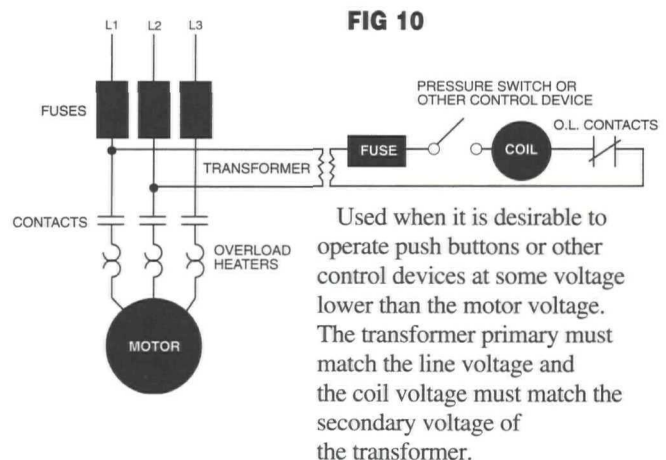 FIG 10
L1 L2 L3
PRESSURE SWITCH OR
OTHER CONTROL DEVICE
O.L. CONTACTS
FUSES
FUSE
COIL
TRANSFORMER
CONTACTS
OVERLOAD
HEATERS
MOTOR
Used when it is desirable to
operate push buttons or other
control devices at some voltage
lower than the motor voltage.
The transformer primary must
match the line voltage and
the coil voltage must match the
secondary voltage of
the transformer.